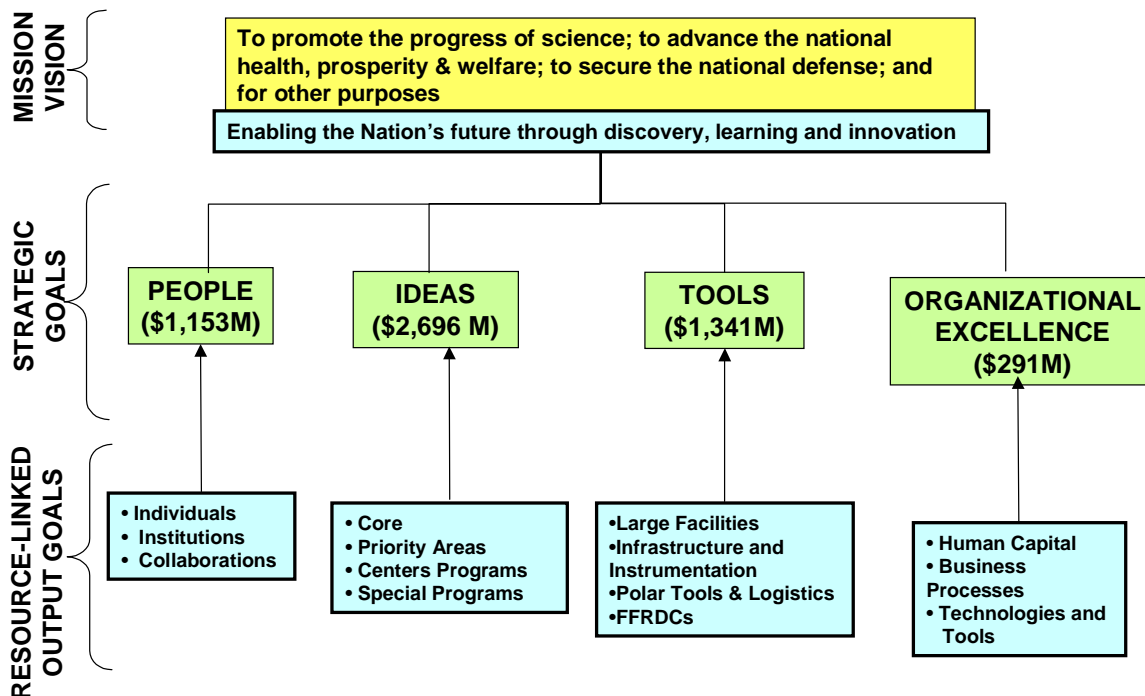 MISSION
VISION
To promote the progress of science; to advance the national
health, prosperity & welfare; to secure the national defense; and
for other purposes
Enabling the Nation’s future through discovery, learning and innovation
STRATEGIC
GOALS
PEOPLE
($1,153M)
IDEAS
($2,696 M)
TOOLS
($1,341M)
ORGANIZATIONAL
EXCELLENCE
($291M)
RESOURCE-LINKED
OUTPUT GOALS
• Individuals
• Institutions
• Collaborations
• Core
• Priority Areas
• Centers Programs
• Special Programs
•Large Facilities
•Infrastructure and
Instrumentation
•Polar Tools & Logistics
•FFRDCs
• Human Capital
• Business
Processes
• Technologies and
Tools